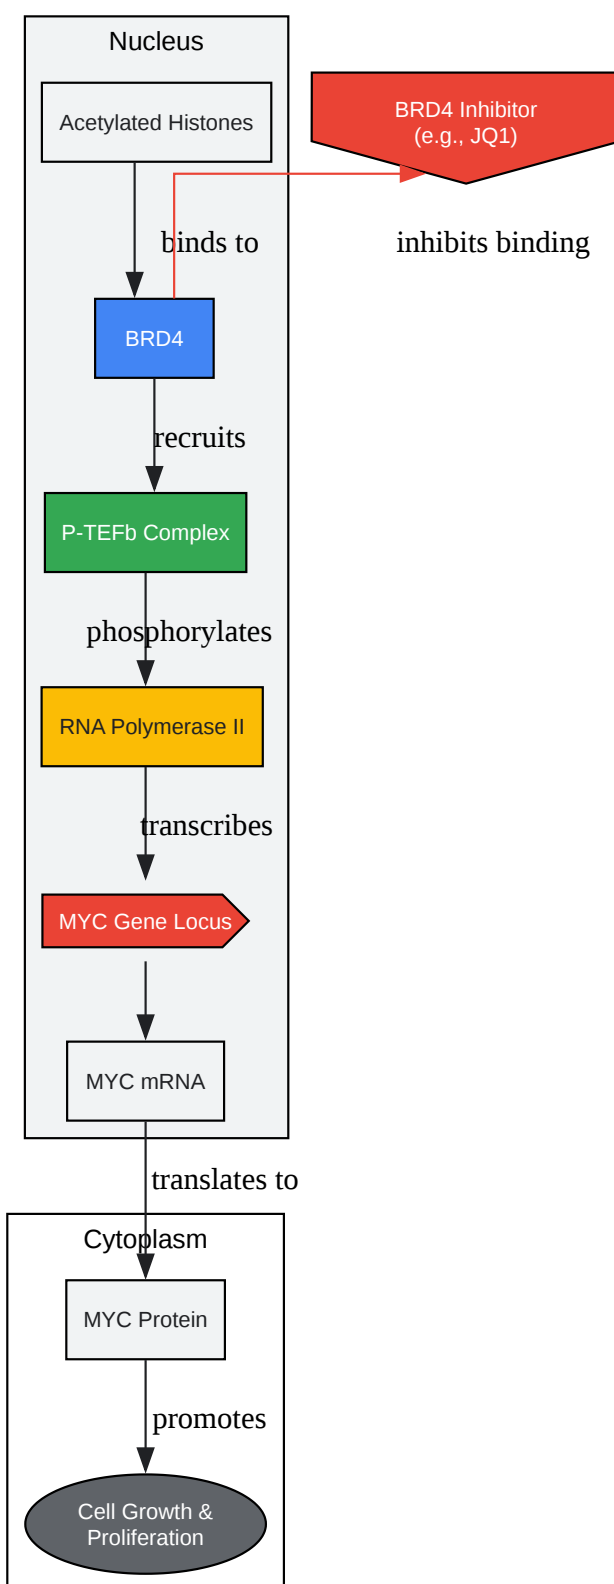 Nucleus
Acetylated Histones
BRD4 Inhibitor
(e.g., JQ1)
binds to
inhibits binding
BRD4
recruits
P-TEFb Complex
phosphorylates
RNA Polymerase II
transcribes
MYC Gene Locus
MYC mRNA
translates to
Cytoplasm
MYC Protein
promotes
Cell Growth &
Proliferation